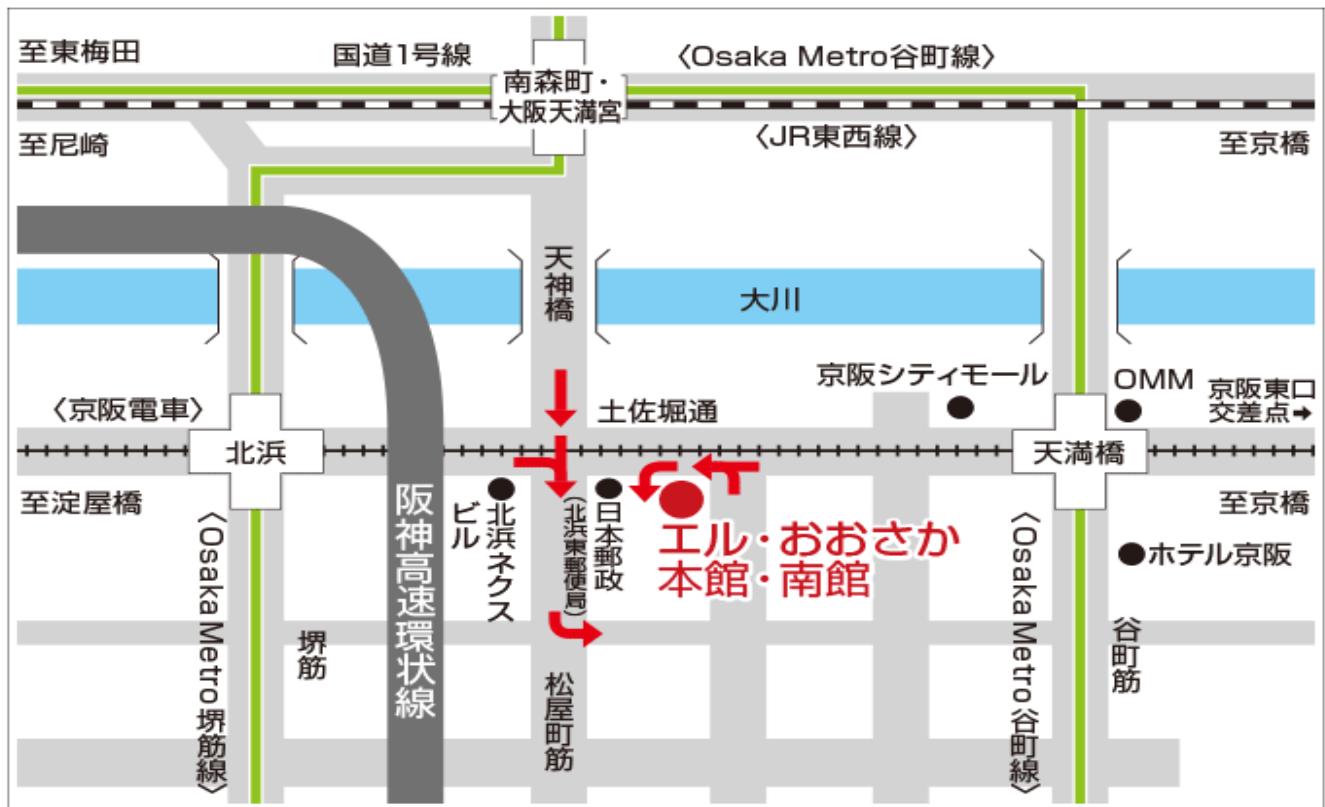 至東梅田
国道1号線
〈Osaka Metro谷町線〉
南森町・
大阪天満宮
至尼崎
〈JR東西線〉
至京橋
天神橋
大川
京阪シティモール
OMM
京阪東口
交差点→
〈京阪電車〉
土佐堀通
北浜
天満橋
至淀屋橋
至京橋
阪神高速環状線
北浜ネクス
ビル
日本郵政
(北浜東郵便局)
エル・おおさか
本館・南館
ホテル京阪
〈Osaka Metro堺筋線〉
堺筋
松屋町筋
〈Osaka Metro谷町線〉
谷町筋